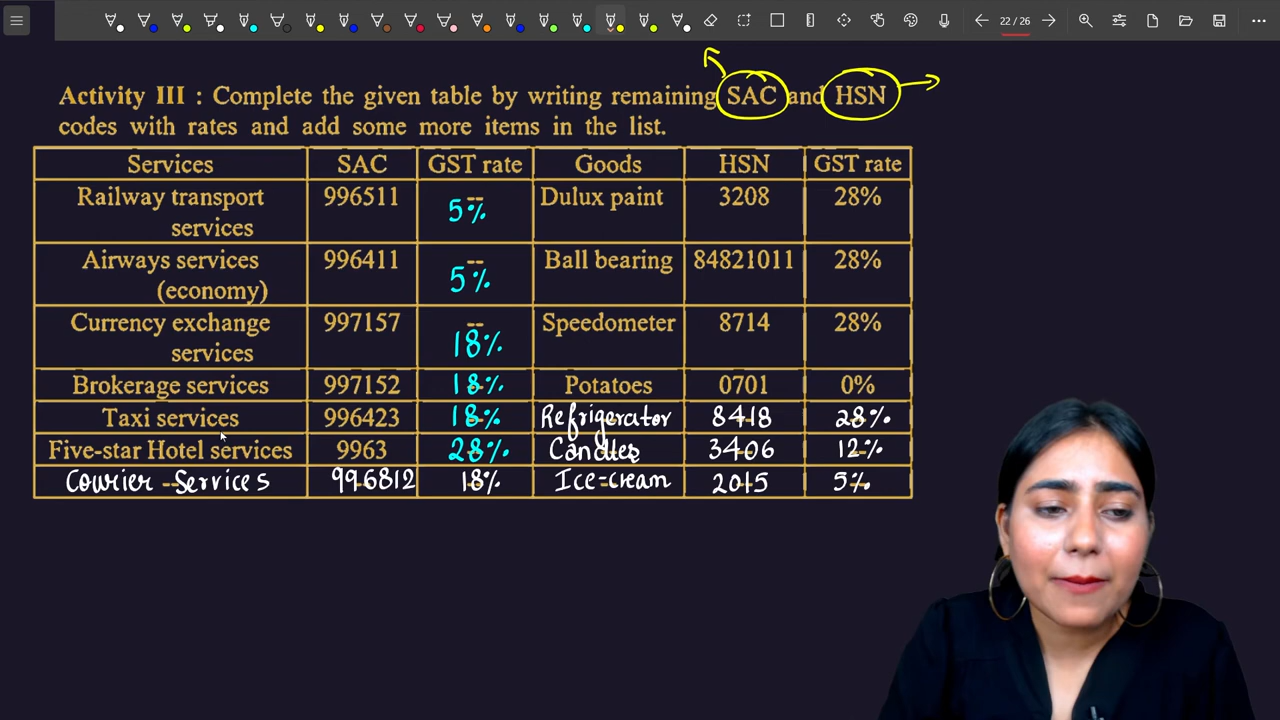 22 / 26
Activity III : Complete the given table by writing remaining SAC and HSN
codes with rates and add some more items in the list.
Services SAC GST rate Goods HSN GST rate
Railway transport services 996511 -- 5% Dulux paint 3208 28%
Airways services (economy) 996411 -- 5% Ball bearing 84821011 28%
Currency exchange services 997157 -- 18% Speedometer 8714 28%
Brokerage services 997152 18% Potatoes 0701 0%
Taxi services 996423 18% Refrigerator 8418 28%
Five-star Hotel services 9963 28% Candles 3406 12%
Courier Services 996812 18% Ice-cream 2015 5%